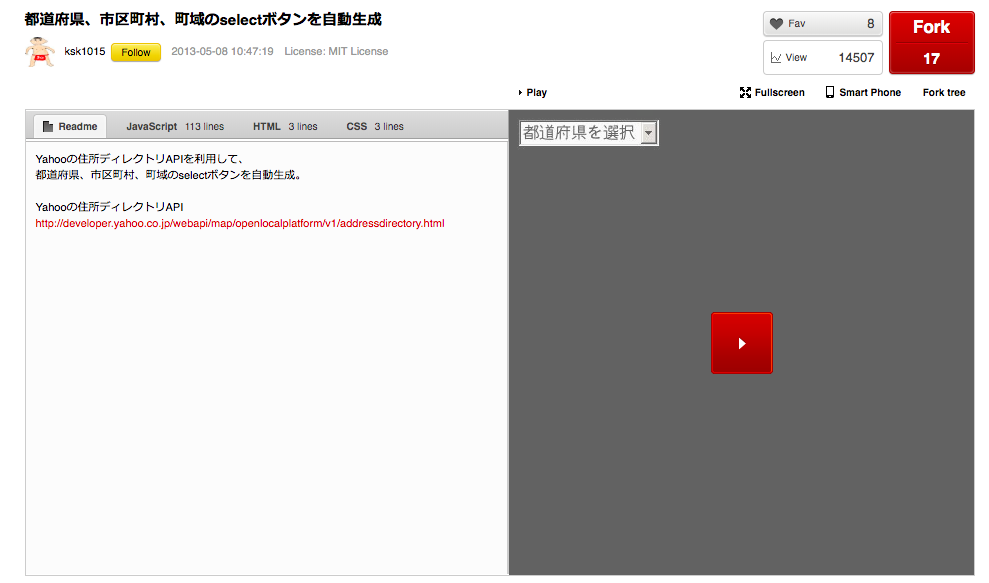 都道府県、市区町村、町域のselectボタンを自動生成
ksk1015 Follow 2013-05-08 10:47:19 License: MIT License
Fav 8
View 14507
Fork
17
Play
Fullscreen Smart Phone Fork tree
Readme JavaScript 113 lines HTML 3 lines CSS 3 lines
Yahooの住所ディレクトリAPIを利用して、
都道府県、市区町村、町域のselectボタンを自動生成。
Yahooの住所ディレクトリAPI
http://developer.yahoo.co.jp/webapi/map/openlocalplatform/v1/addressdirectory.html
都道府県を選択